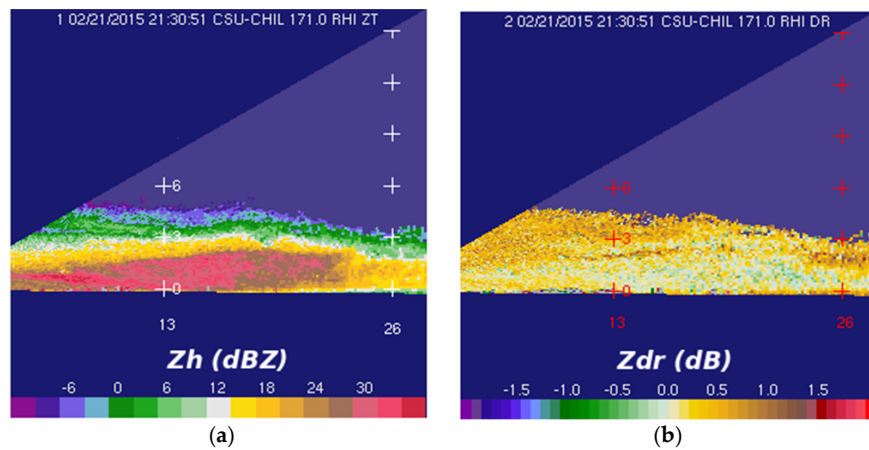 1 02/21/2015 21:30:51 CSU-CHIL 171.0 RHI ZT
6
3
0
13 26
Zh (dBZ)
-6 0 6 12 18 24 30
(a)
2 02/21/2015 21:30:51 CSU-CHIL 171.0 RHI DR
6
3
0
13 26
Zdr (dB)
-1.5 -1.0 -0.5 0.0 0.5 1.0 1.5
(b)